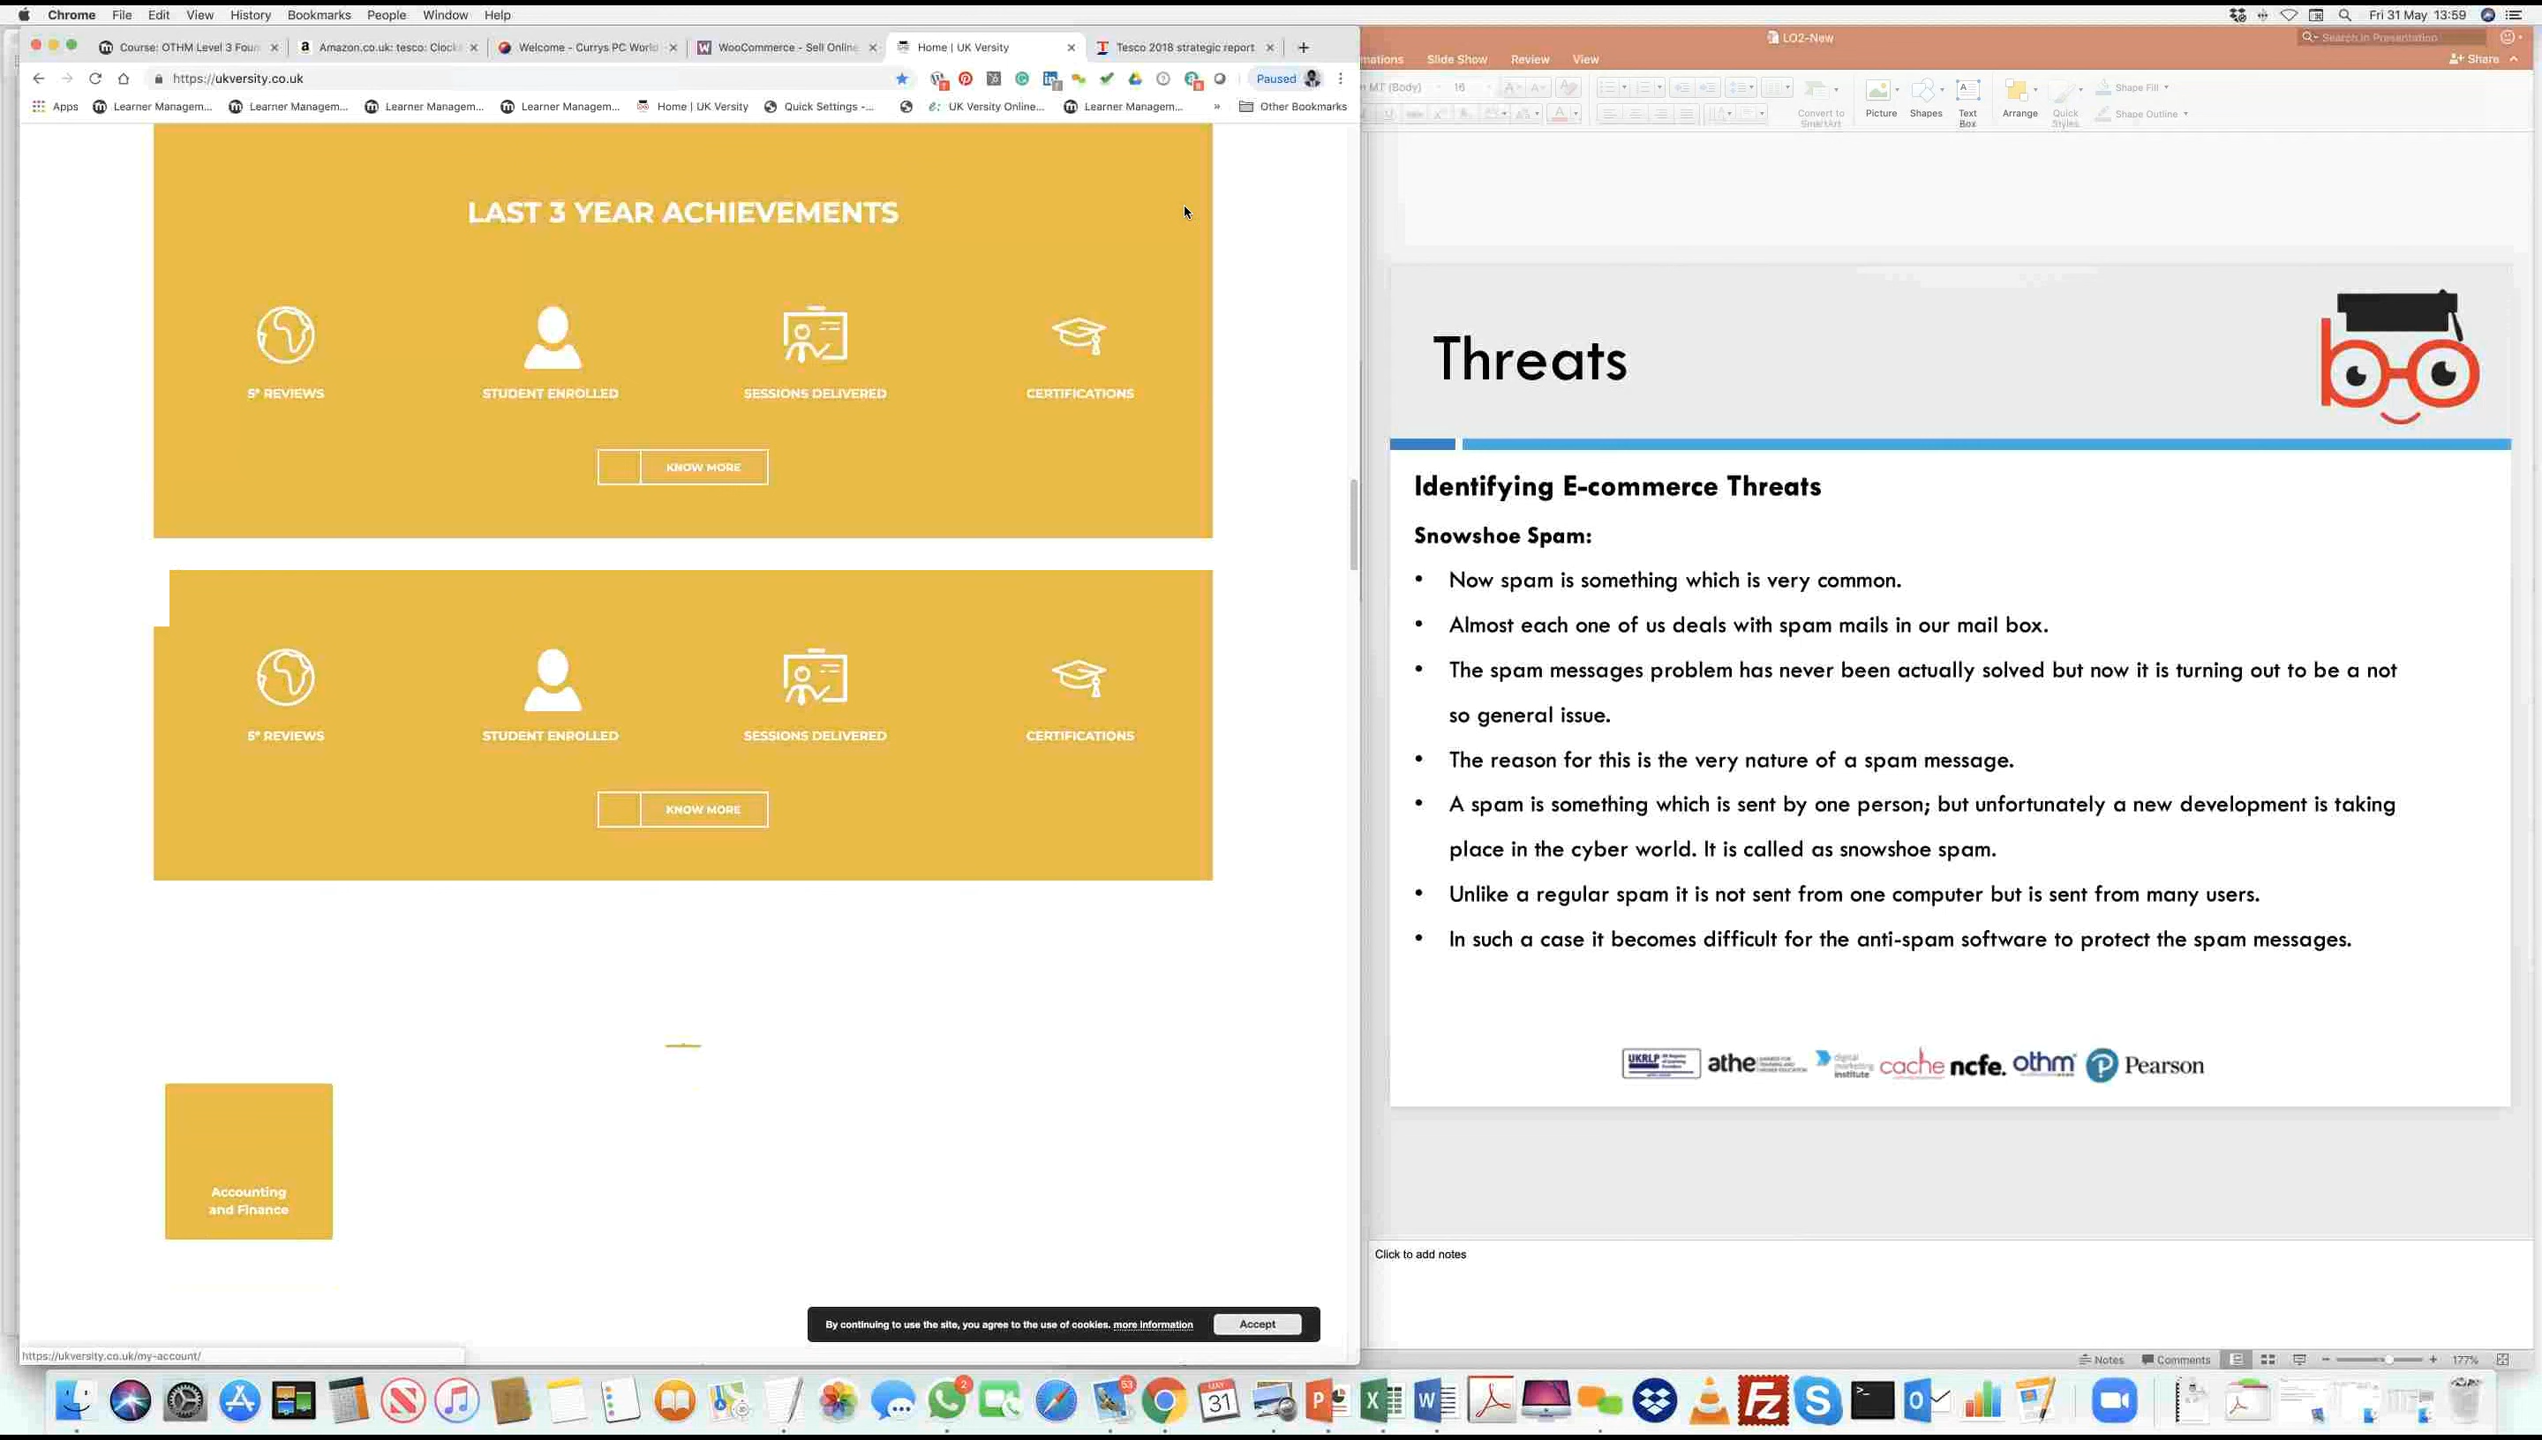 Chrome File Edit View History Bookmarks People Window Help
Fri 31 May 13:59
Course: OTHM Level 3 Foun
Amazon.co.uk: tesco: Clock
Welcome - Currys PC World
WooCommerce - Sell Online
Home | UK Versity
Tesco 2018 strategic report
https://ukversity.co.uk
Paused
Apps
Learner Managem...
Learner Managem...
Learner Managem...
Learner Managem...
Home | UK Versity
Quick Settings -...
UK Versity Online...
Learner Managem...
»
Other Bookmarks
LAST 3 YEAR ACHIEVEMENTS
5* REVIEWS
STUDENT ENROLLED
SESSIONS DELIVERED
CERTIFICATIONS
KNOW MORE
5* REVIEWS
STUDENT ENROLLED
SESSIONS DELIVERED
CERTIFICATIONS
KNOW MORE
Accounting
and Finance
By continuing to use the site, you agree to the use of cookies. more information
Accept
https://ukversity.co.uk/my-account/
LO2-New
Search in Presentation
mations Slide Show Review View
Share
MT (Body) 16
Convert to
SmartArt
Picture
Shapes
Text
Box
Arrange
Quick
Styles
Shape Fill
Shape Outline
Threats
Identifying E-commerce Threats
Snowshoe Spam:
• Now spam is something which is very common.
• Almost each one of us deals with spam mails in our mail box.
• The spam messages problem has never been actually solved but now it is turning out to be a not
so general issue.
• The reason for this is the very nature of a spam message.
• A spam is something which is sent by one person; but unfortunately a new development is taking
place in the cyber world. It is called as snowshoe spam.
• Unlike a regular spam it is not sent from one computer but is sent from many users.
• In such a case it becomes difficult for the anti-spam software to protect the spam messages.
UKRLP
athe
digital
marketing
institute
cache
ncfe.
othm
Pearson
Click to add notes
Notes
Comments
177%
2
53
MAY
31